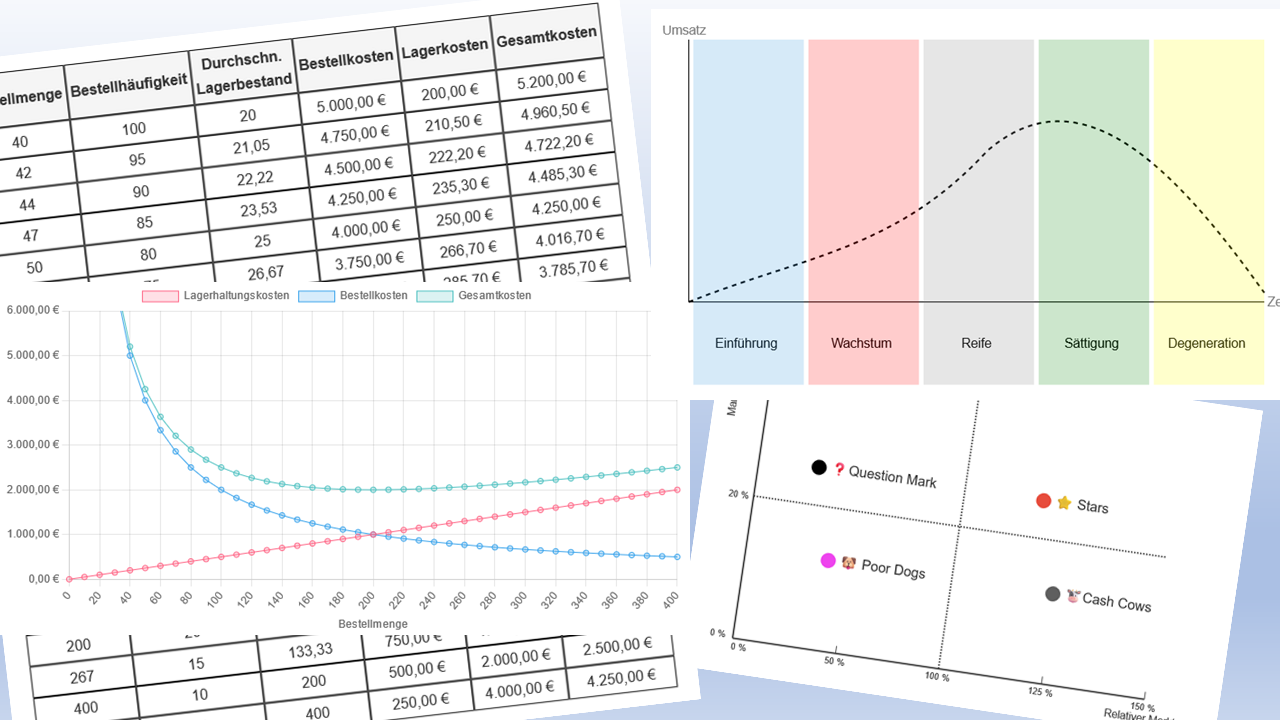 ellmenge Bestellhäufigkeit Durchschn. Lagerbestand Bestellkosten Lagerkosten Gesamtkosten
40 100 20 5.000,00 € 200,00 € 5.200,00 €
42 95 21,05 4.750,00 € 210,50 € 4.960,50 €
44 90 22,22 4.500,00 € 222,20 € 4.722,20 €
47 85 23,53 4.250,00 € 235,30 € 4.485,30 €
50 80 25 4.000,00 € 250,00 € 4.250,00 €
26,67 3.750,00 € 266,70 € 4.016,70 €
285,70 € 3.785,70 €
Umsatz
Ze
Einführung Wachstum Reife Sättigung Degeneration
Lagerhaltungskosten Bestellkosten Gesamtkosten
6.000,00 €
5.000,00 €
4.000,00 €
3.000,00 €
2.000,00 €
1.000,00 €
0,00 €
0 20 40 60 80 100 120 140 160 180 200 220 240 260 280 300 320 340 360 380 400
Bestellmenge
Mar
❓ Question Mark
⭐ Stars
20 %
🐶 Poor Dogs
🐮 Cash Cows
0 %
0 % 50 % 100 % 125 % 150 %
Relativer
200
267 15 133,33 750,00 €
400 10 200 500,00 € 2.000,00 € 2.500,00 €
400 250,00 € 4.000,00 € 4.250,00 €